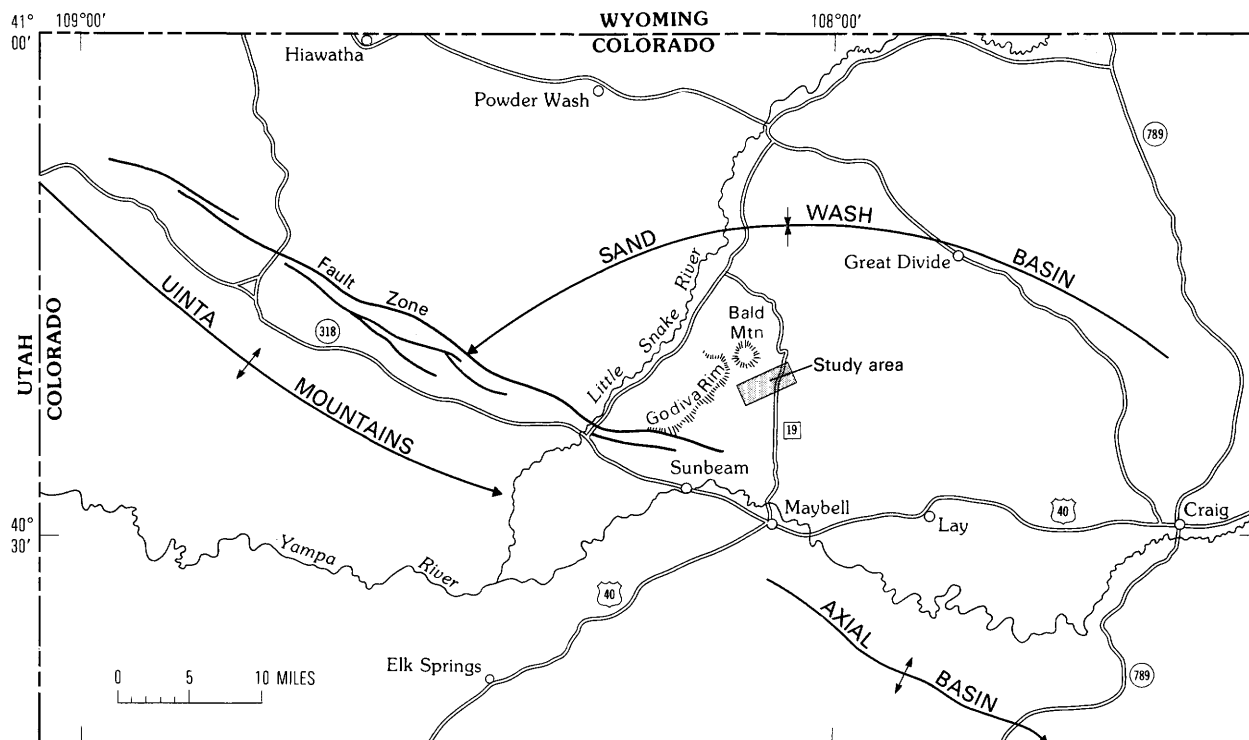 41° 109°00' WYOMING 108°00'
00' COLORADO
Hiawatha
Powder Wash
789
SAND WASH BASIN
Great Divide
Little Snake River
Fault Zone
UINTA MOUNTAINS
318
Bald
Mtn
Study area
Godiva Rim
UTAH
COLORADO
19
Sunbeam
Maybell
40
Lay
Craig
40°
30'
Yampa River
40
AXIAL BASIN
Elk Springs
789
0 5 10 MILES